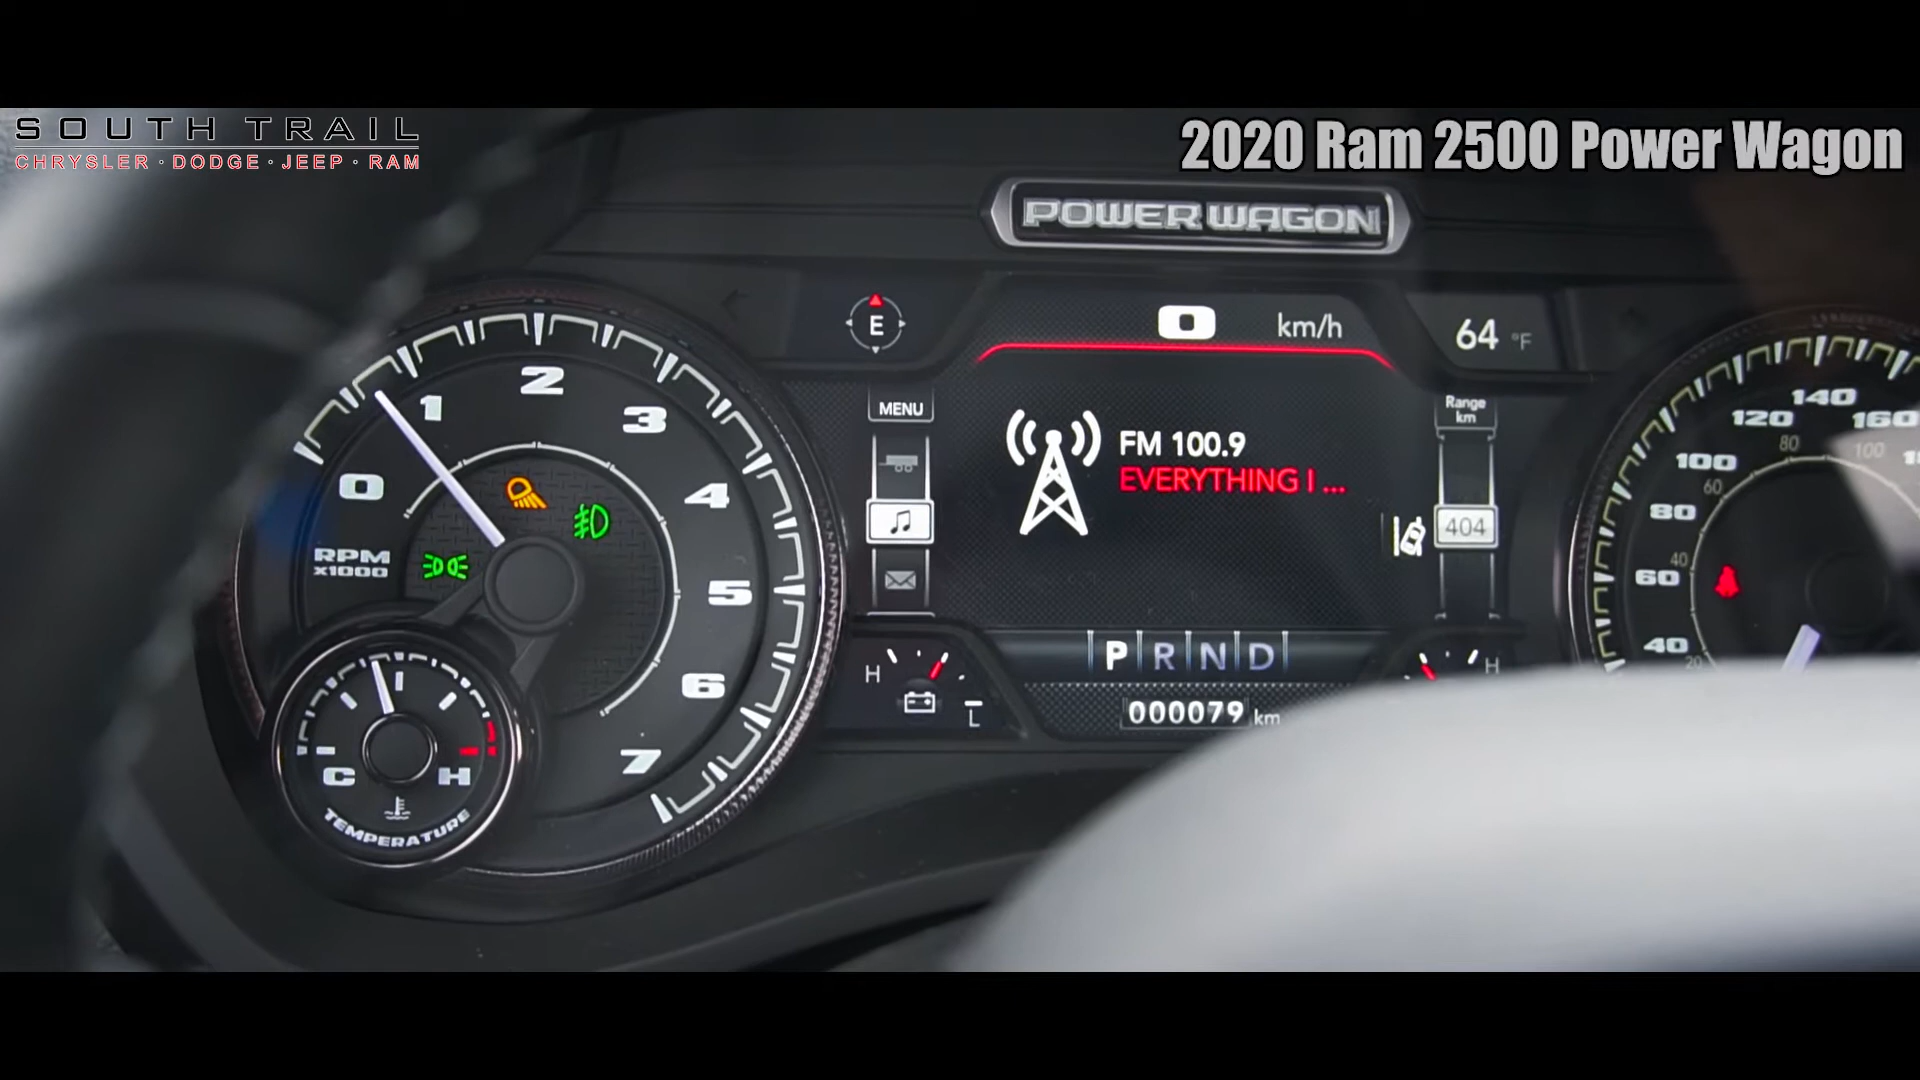 SOUTH TRAIL
CHRYSLER · DODGE · JEEP · RAM
2020 Ram 2500 Power Wagon
POWER WAGON
E
0 km/h
64 °F
MENU
Range
km
FM 100.9
EVERYTHING I ...
404
P R N D
000079 km
H
L
H
0
1
2
3
4
5
6
7
RPM
x1000
C H
TEMPERATURE
160
140
120
100
80
60
40
100
80
60
40
20